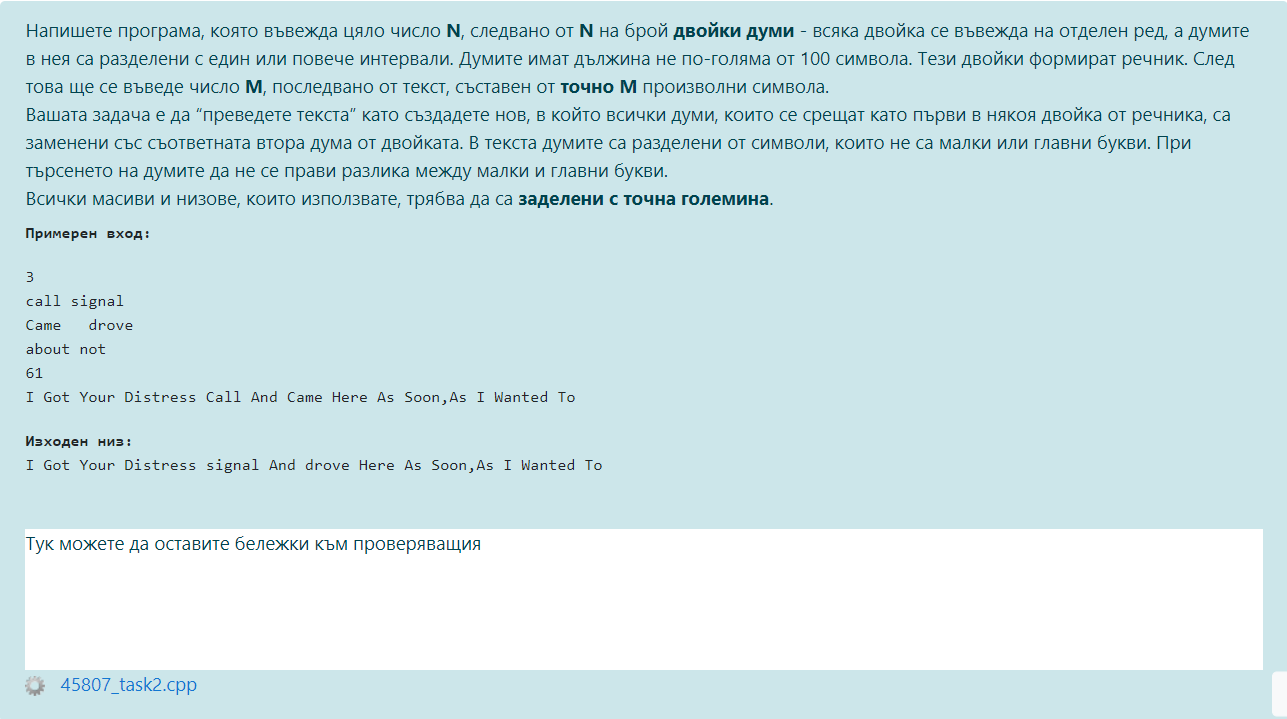 Напишете програма, която въвежда цяло число N, следвано от N на брой двойки думи - всяка двойка се въвежда на отделен ред, а думите
в нея са разделени с един или повече интервали. Думите имат дължина не по-голяма от 100 символа. Тези двойки формират речник. След
това ще се въведе число M, последвано от текст, съставен от точно M произволни символа.
Вашата задача е да “преведете текста” като създадете нов, в който всички думи, които се срещат като първи в някоя двойка от речника, са
заменени със съответната втора дума от двойката. В текста думите са разделени от символи, които не са малки или главни букви. При
търсенето на думите да не се прави разлика между малки и главни букви.
Всички масиви и низове, които използвате, трябва да са заделени с точна големина.
Примерен вход:
3
call signal
Came   drove
about not
61
I Got Your Distress Call And Came Here As Soon,As I Wanted To
Изходен низ:
I Got Your Distress signal And drove Here As Soon,As I Wanted To
Тук можете да оставите бележки към проверяващия
45807_task2.cpp